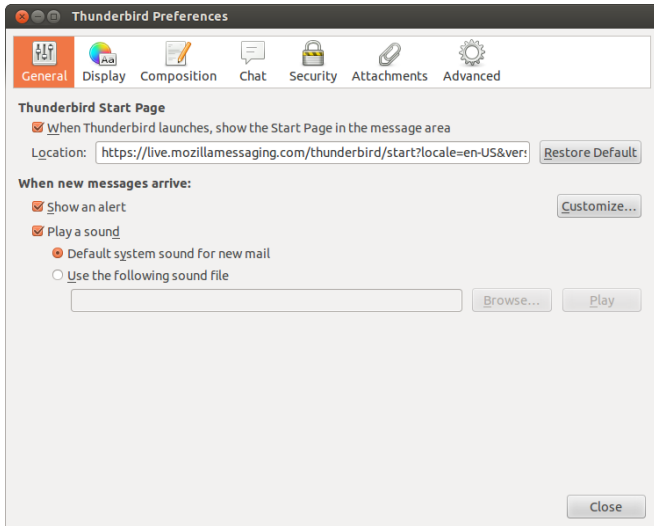 Thunderbird Preferences
General Display Composition Chat Security Attachments Advanced
Thunderbird Start Page
When Thunderbird launches, show the Start Page in the message area
Location: https://live.mozillamessaging.com/thunderbird/start?locale=en-US&vers Restore Default
When new messages arrive:
Show an alert Customize...
Play a sound
Default system sound for new mail
Use the following sound file
Browse... Play
Close